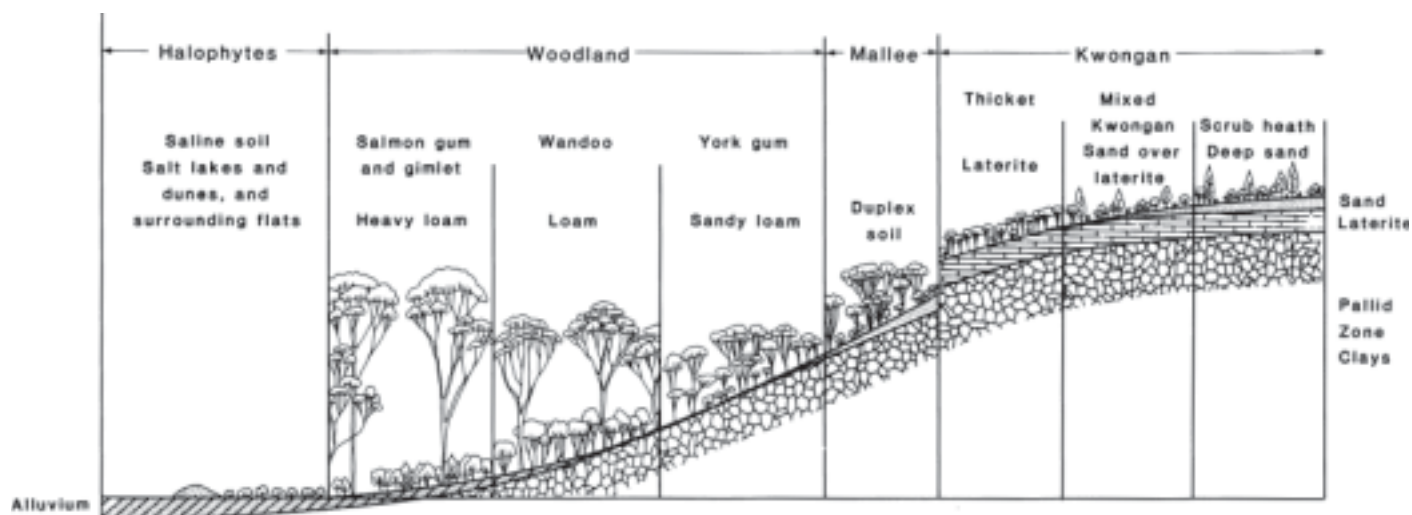 Halophytes
Woodland
Mallee
Kwongan
Saline soil
Salt lakes and
dunes, and
surrounding flats
Salmon gum
and gimlet
Heavy loam
Wandoo
Loam
York gum
Sandy loam
Duplex
soil
Thicket
Laterite
Mixed
Kwongan
Sand over
laterite
Scrub heath
Deep sand
Sand
Laterite
Pallid
Zone
Clays
Alluvium